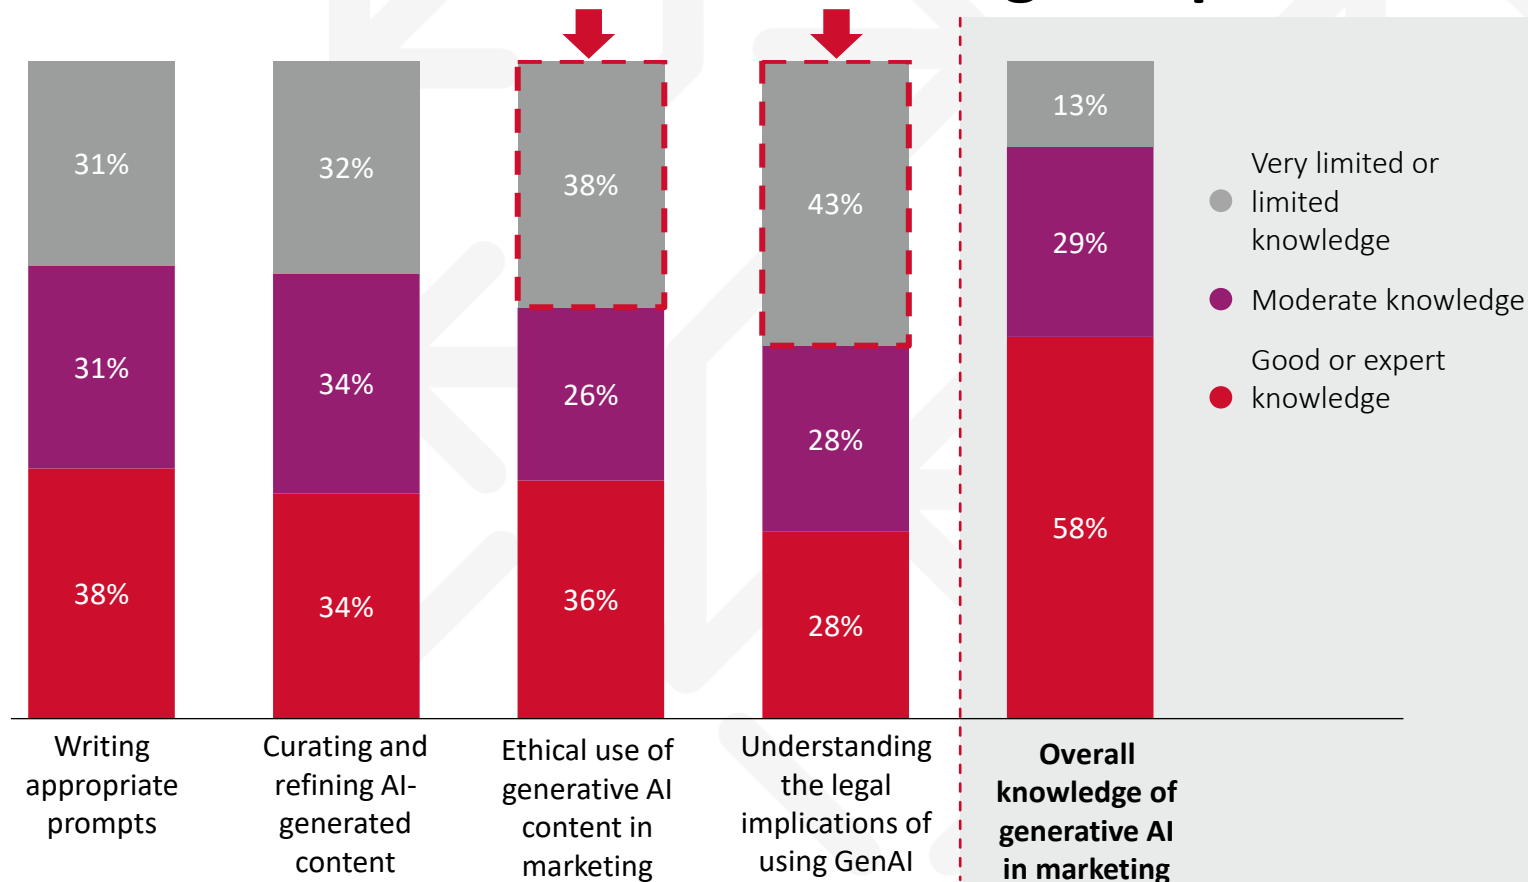 31%
31%
38%
32%
34%
34%
38%
26%
36%
43%
28%
28%
13%
29%
58%
Very limited or
limited
knowledge
Moderate knowledge
Good or expert
knowledge
Writing
appropriate
prompts
Curating and
refining AI-
generated
content
Ethical use of
generative AI
content in
marketing
Understanding
the legal
implications of
using GenAI
Overall
knowledge of
generative AI
in marketing